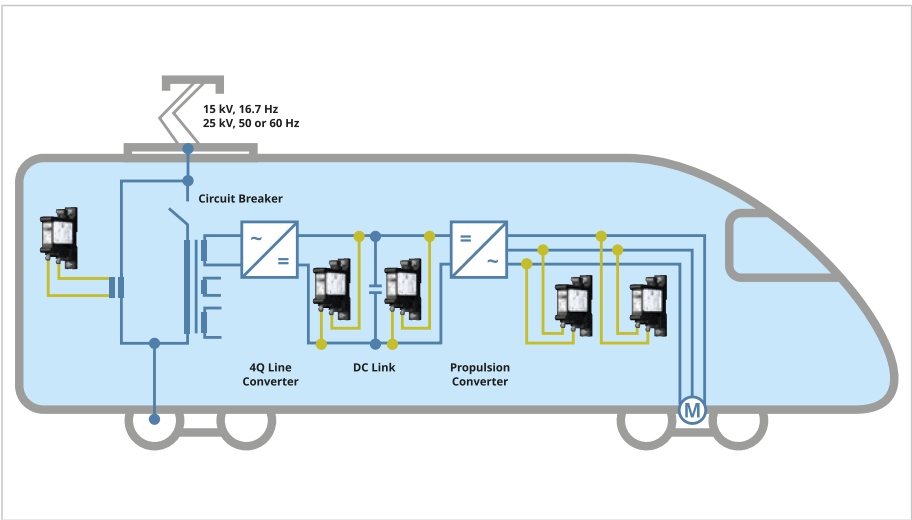 15 kV, 16.7 Hz
25 kV, 50 or 60 Hz
Circuit Breaker
~
=
=
~
4Q Line
Converter
DC Link
Propulsion
Converter
M